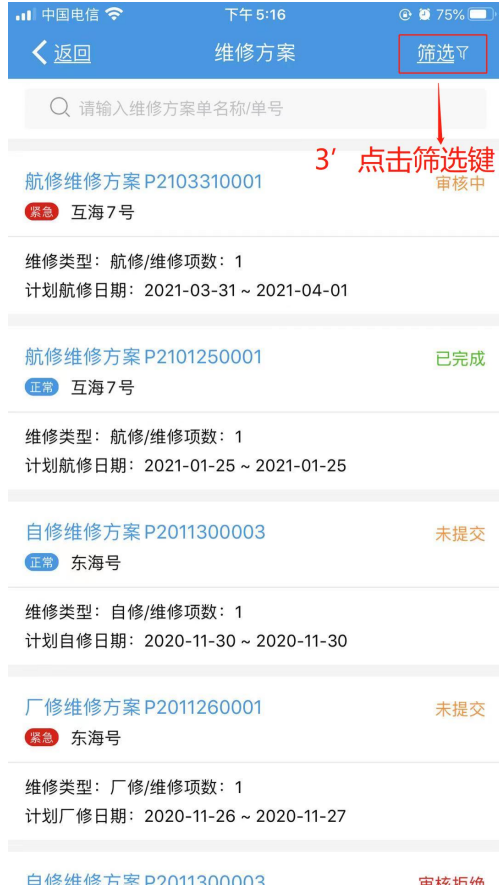 中国电信 下午5:16 75%
返回 维修方案 筛选
请输入维修方案单名称/单号
3' 点击筛选键
航修维修方案P2103310001 审核中
紧急 互海7号
维修类型：航修/维修项数：1
计划航修日期：2021-03-31 ~ 2021-04-01
航修维修方案P2101250001 已完成
正常 互海7号
维修类型：航修/维修项数：1
计划航修日期：2021-01-25 ~ 2021-01-25
自修维修方案P2011300003 未提交
正常 东海号
维修类型：自修/维修项数：1
计划自修日期：2020-11-30 ~ 2020-11-30
厂修维修方案P2011260001 未提交
紧急 东海号
维修类型：厂修/维修项数：1
计划厂修日期：2020-11-26 ~ 2020-11-27
自修维修方案P2011300003 审核拒绝